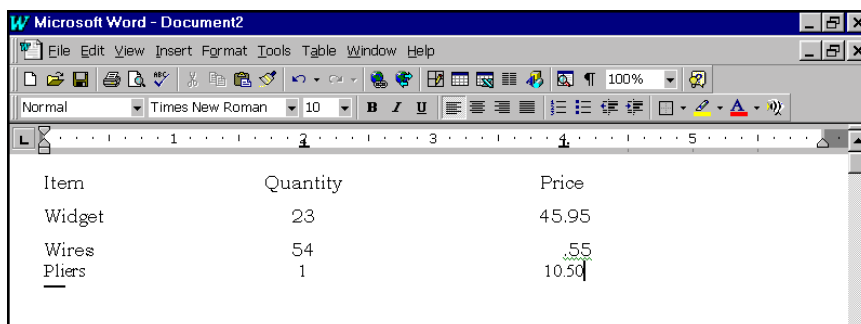 Microsoft Word - Document2
File Edit View Insert Format Tools Table Window Help
100%
Normal Times New Roman 10 B I U A
L 1 2 3 4 5
Item Quantity Price
Widget 23 45.95
Wires 54 .55
Pliers 1 10.50